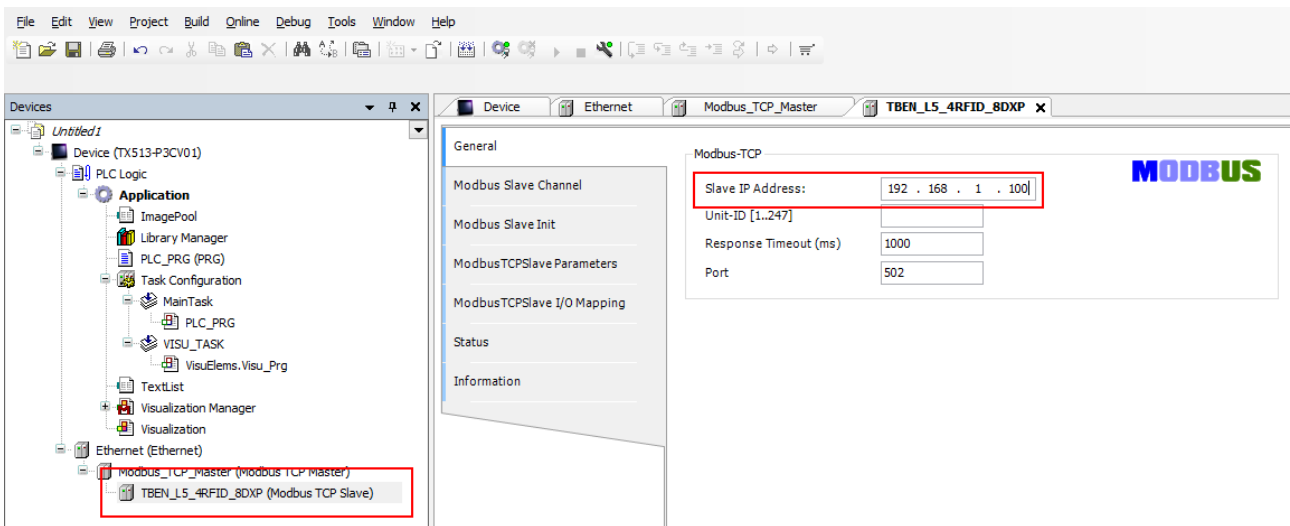 File Edit View Project Build Online Debug Tools Window Help
Devices
Untitled1
Device (TX513-P3CV01)
PLC Logic
Application
ImagePool
Library Manager
PLC_PRG (PRG)
Task Configuration
MainTask
PLC_PRG
VISU_TASK
VisuElems.Visu_Prg
TextList
Visualization Manager
Visualization
Ethernet (Ethernet)
Modbus_TCP_Master (Modbus TCP Master)
TBEN_L5_4RFID_8DXP (Modbus TCP Slave)
Device Ethernet Modbus_TCP_Master TBEN_L5_4RFID_8DXP
General
Modbus Slave Channel
Modbus Slave Init
ModbusTCPSlave Parameters
ModbusTCPSlave I/O Mapping
Status
Information
Modbus-TCP
MODBUS
Slave IP Address: 192 . 168 . 1 . 100
Unit-ID [1..247]
Response Timeout (ms) 1000
Port 502